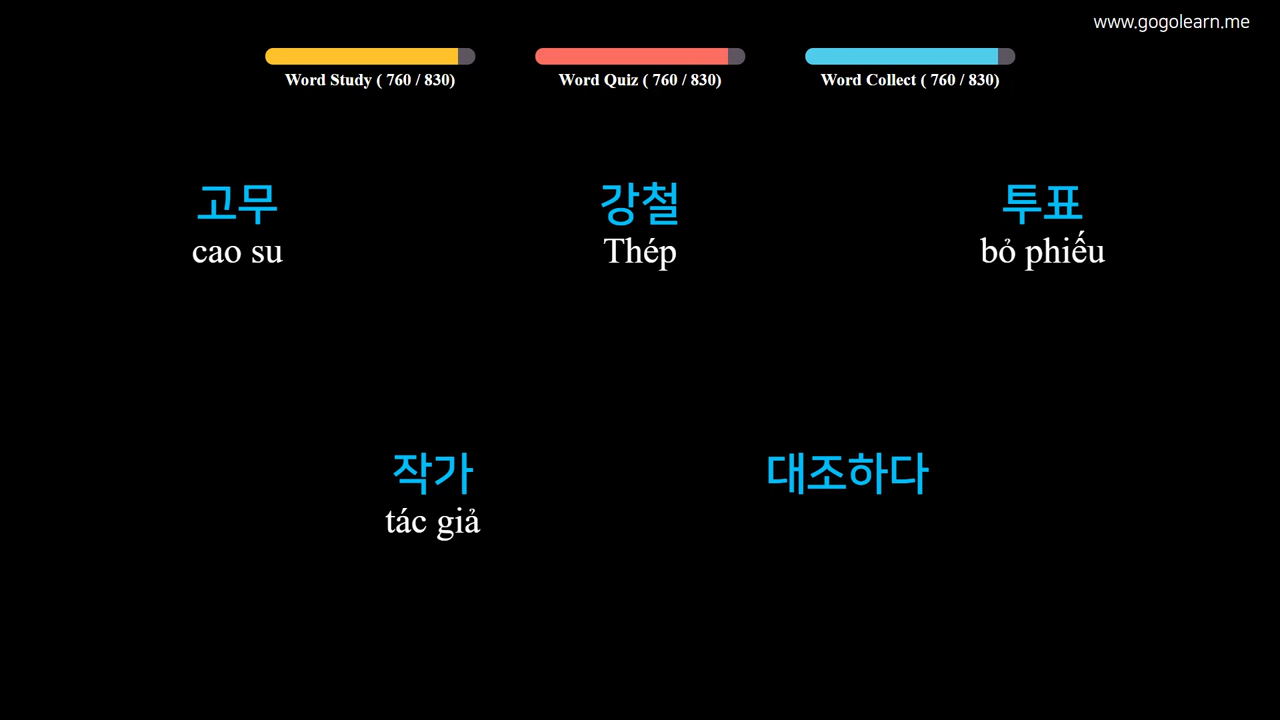 www.gogolearn.me
Word Study ( 760 / 830)
Word Quiz ( 760 / 830)
Word Collect ( 760 / 830)
고무
cao su
강철
Thép
투표
bỏ phiếu
작가
tác giả
대조하다